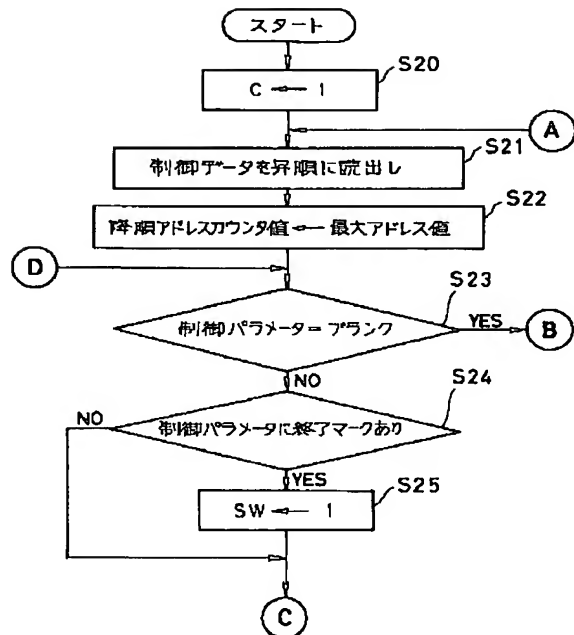 スタート
S20
C ← 1
A
S21
制御データを昇順に読出し
S22
降順アドレスカウンタ値 ← 最大アドレス値
D
S23
制御パラメーターブランク
YES
B
NO
S24
NO
制御パラメータに終了マークあり
YES
S25
SW ← 1
C